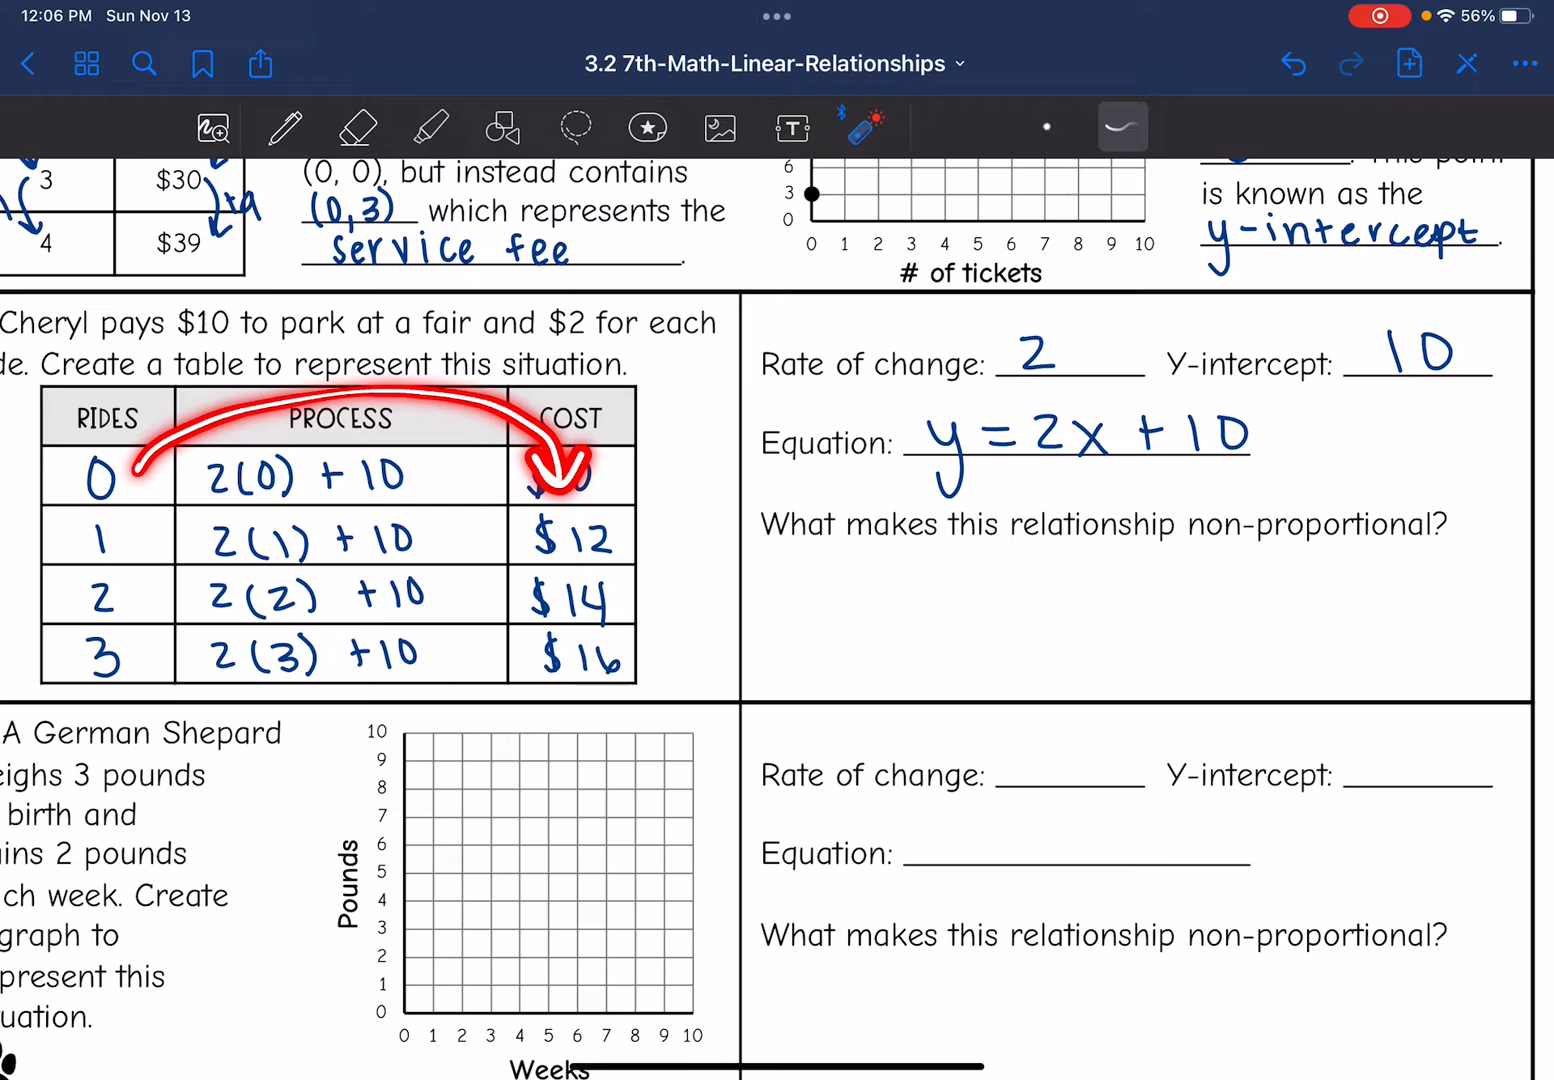 12:06 PM Sun Nov 13
56%
3.2 7th-Math-Linear-Relationships
T
3 $30 +9
4 $39
(0, 0), but instead contains
(0,3) which represents the
service fee.
6
3
0
0 1 2 3 4 5 6 7 8 9 10
# of tickets
is known as the
y-intercept.
Cheryl pays $10 to park at a fair and $2 for each
de. Create a table to represent this situation.
RIDES PROCESS COST
0 2(0) + 10
1 2(1) + 10 $12
2 2(2) +10 $14
3 2(3) +10 $16
Rate of change: 2 Y-intercept: 10
Equation: y = 2x + 10
What makes this relationship non-proportional?
A German Shepard
eighs 3 pounds
birth and
ains 2 pounds
ch week. Create
graph to
present this
uation.
10
9
8
7
6
5
4
3
2
1
0
Pounds
0 1 2 3 4 5 6 7 8 9 10
Weeks
Rate of change: Y-intercept:
Equation:
What makes this relationship non-proportional?